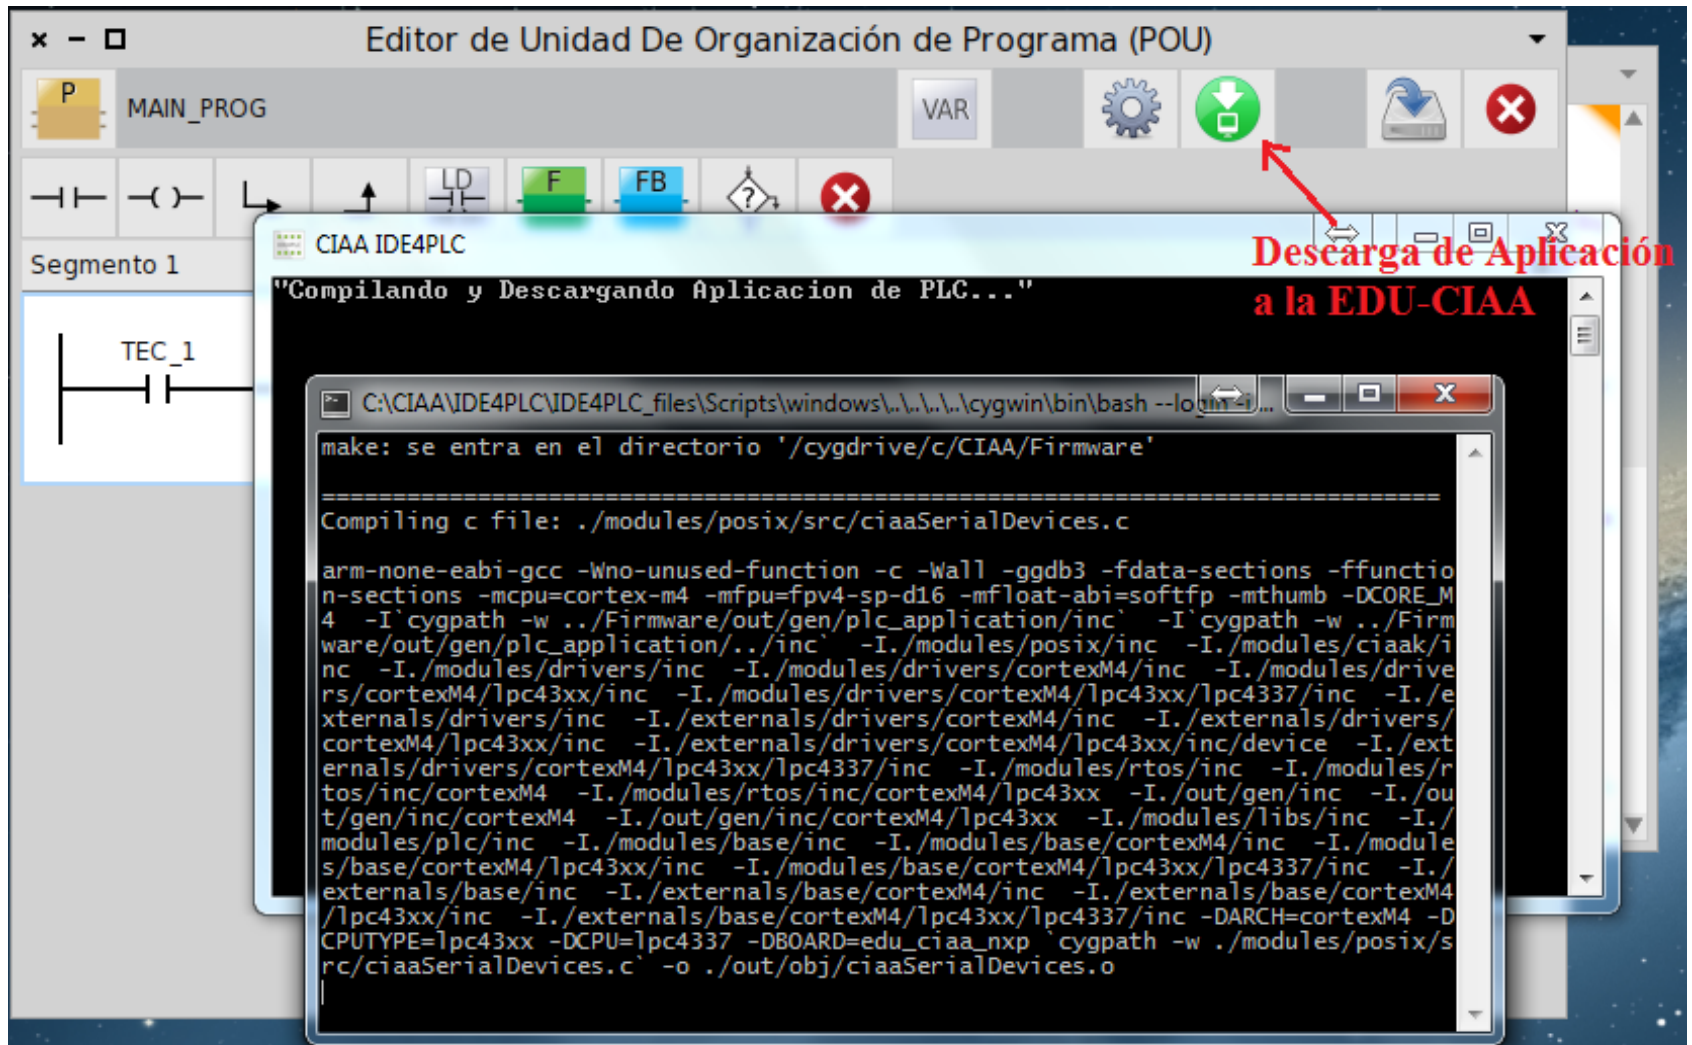 Editor de Unidad De Organización de Programa (POU)
P
MAIN_PROG
VAR
LD
F
FB
?
Segmento 1
TEC_1
CIAA IDE4PLC
Descarga de Aplicación
a la EDU-CIAA
"Compilando y Descargando Aplicacion de PLC..."
C:\CIAA\IDE4PLC\IDE4PLC_files\Scripts\windows\..\..\..\..\cygwin\bin\bash --login -i ...
make: se entra en el directorio '/cygdrive/c/CIAA/Firmware'
===============================================================================
Compiling c file: ./modules/posix/src/ciaaSerialDevices.c
arm-none-eabi-gcc -Wno-unused-function -c -Wall -ggdb3 -fdata-sections -ffunctio
n-sections -mcpu=cortex-m4 -mfpu=fpv4-sp-d16 -mfloat-abi=softfp -mthumb -DCORE_M
4  -I`cygpath -w ../Firmware/out/gen/plc_application/inc`  -I`cygpath -w ../Firm
ware/out/gen/plc_application/../inc`  -I./modules/posix/inc  -I./modules/ciaak/i
nc  -I./modules/drivers/inc  -I./modules/drivers/cortexM4/inc  -I./modules/drive
rs/cortexM4/lpc43xx/inc  -I./modules/drivers/cortexM4/lpc43xx/lpc4337/inc  -I./e
xternals/drivers/inc  -I./externals/drivers/cortexM4/inc  -I./externals/drivers/
cortexM4/lpc43xx/inc  -I./externals/drivers/cortexM4/lpc43xx/inc/device  -I./ext
ernals/drivers/cortexM4/lpc43xx/lpc4337/inc  -I./modules/rtos/inc  -I./modules/r
tos/inc/cortexM4  -I./modules/rtos/inc/cortexM4/lpc43xx  -I./out/gen/inc  -I./ou
t/gen/inc/cortexM4  -I./out/gen/inc/cortexM4/lpc43xx  -I./modules/libs/inc  -I./
modules/plc/inc  -I./modules/base/inc  -I./modules/base/cortexM4/inc  -I./module
s/base/cortexM4/lpc43xx/inc  -I./modules/base/cortexM4/lpc43xx/lpc4337/inc  -I./
externals/base/inc  -I./externals/base/cortexM4/inc  -I./externals/base/cortexM4
/lpc43xx/inc  -I./externals/base/cortexM4/lpc43xx/lpc4337/inc -DARCH=cortexM4 -D
CPUTYPE=lpc43xx -DCPU=lpc4337 -DBOARD=edu_ciaa_nxp `cygpath -w ./modules/posix/s
rc/ciaaSerialDevices.c` -o ./out/obj/ciaaSerialDevices.o